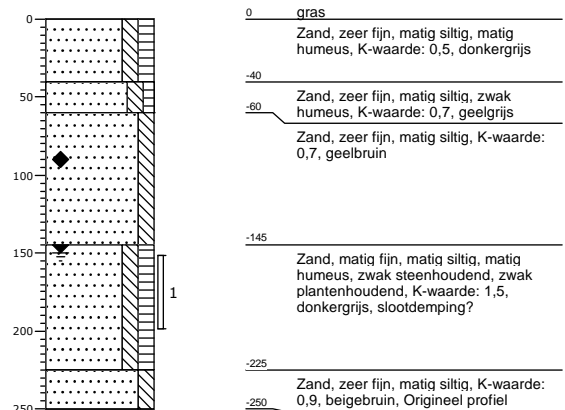 0
50
100
150
200
250
1
0 gras
Zand, zeer fijn, matig siltig, matig
humeus, K-waarde: 0,5, donkergrijs
-40
Zand, zeer fijn, matig siltig, zwak
humeus, K-waarde: 0,7, geelgrijs
-60
Zand, zeer fijn, matig siltig, K-waarde:
0,7, geelbruin
-145
Zand, matig fijn, matig siltig, matig
humeus, zwak steenhoudend, zwak
plantenhoudend, K-waarde: 1,5,
donkergrijs, slootdemping?
-225
Zand, zeer fijn, matig siltig, K-waarde:
0,9, beigebruin, Origineel profiel
-250